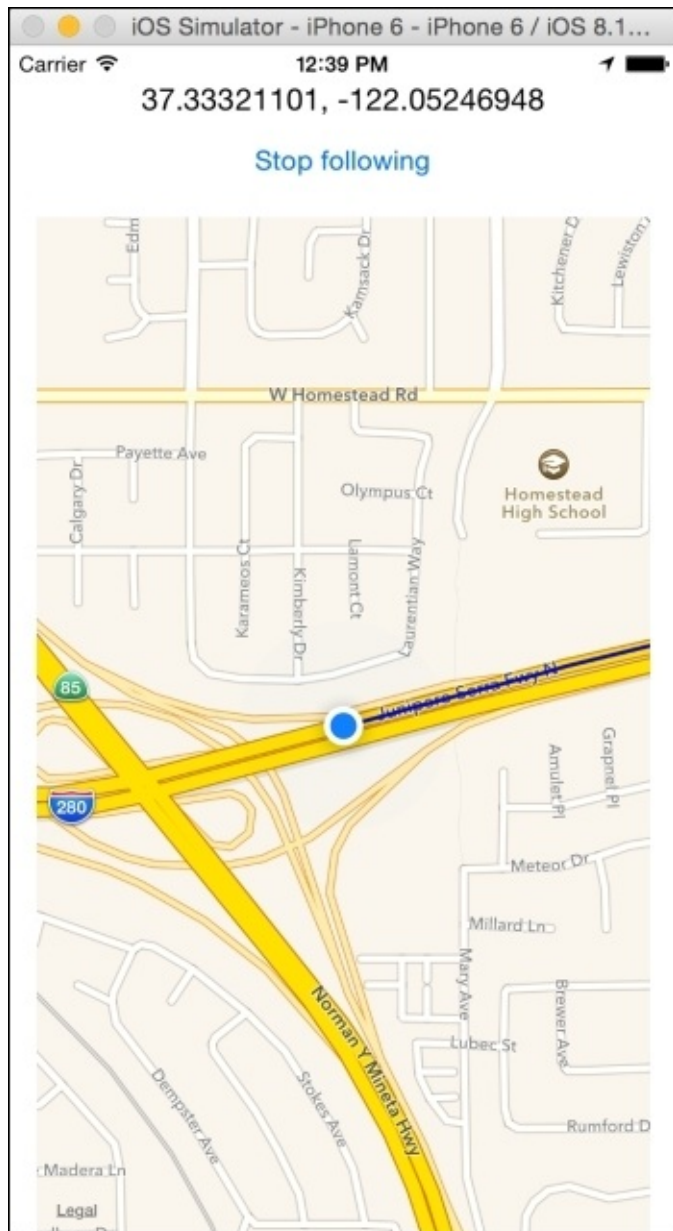 iOS Simulator - iPhone 6 - iPhone 6 / iOS 8.1...
Carrier 12:39 PM
37.33321101, -122.05246948
Stop following
Edm
Kamsack Dr
Kitchener D
Lewiston
W Homestead Rd
Payette Ave
Calgary Dr
Olympus Ct
Homestead
High School
Karameos Ct
Kimberly Dr
Lamont Ct
Laurentian Way
85
Junipero Serra Fwy N
280
Amulet Pl
Grapnel Pl
Meteor Dr
Millard Ln
Mary Ave
Brewer Ave
Norman Y Mineta Hwy
Lubec St
Dempster Ave
Stokes Ave
Rumford D
Madera Ln
Legal